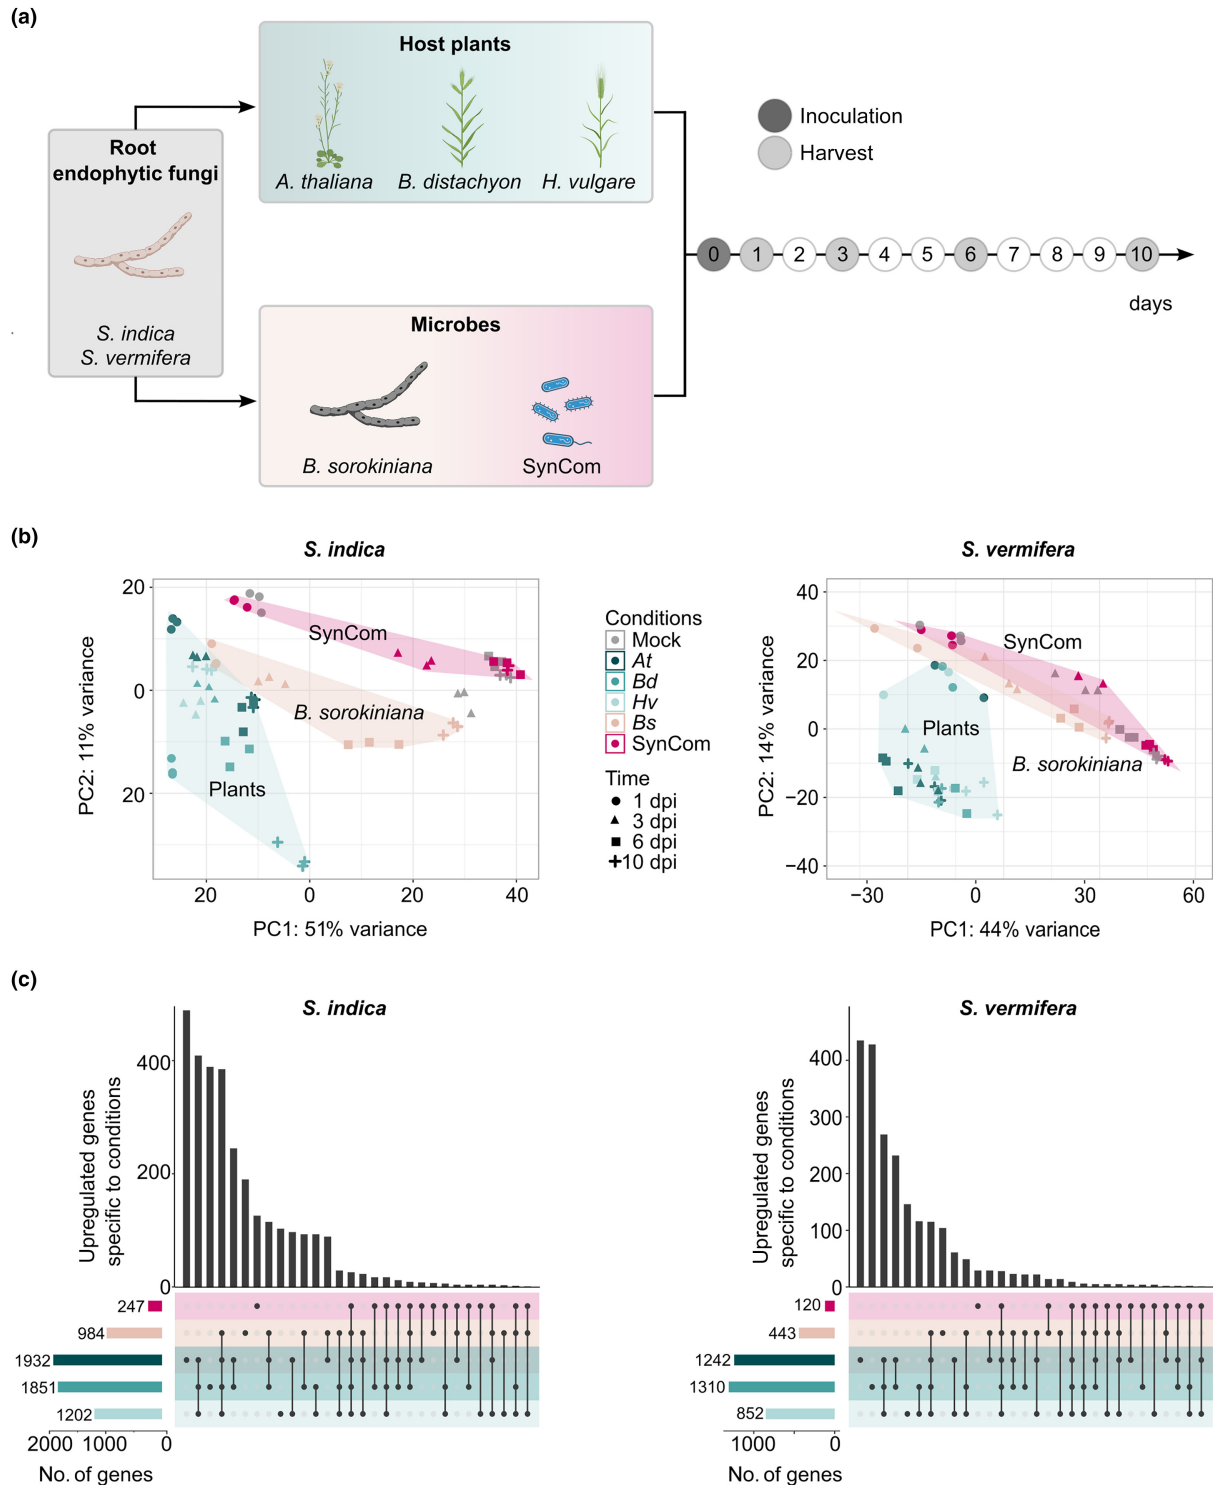 (a)
Host plants
A. thaliana
B. distachyon
H. vulgare
Root
endophytic fungi
S. indica
S. vermifera
Microbes
B. sorokiniana
SynCom
Inoculation
Harvest
0 1 2 3 4 5 6 7 8 9 10
days
(b)
S. indica
20
0
20
PC2: 11% variance
SynCom
B. sorokiniana
Plants
20 0 20 40
PC1: 51% variance
Conditions
Mock
At
Bd
Hv
Bs
SynCom
Time
1 dpi
3 dpi
6 dpi
10 dpi
S. vermifera
40
20
0
−20
−40
PC2: 14% variance
SynCom
Plants
B. sorokiniana
−30 0 30 60
PC1: 44% variance
(c)
S. indica
Upregulated genes
specific to conditions
400
200
0
247
984
1932
1851
1202
2000 1000 0
No. of genes
S. vermifera
Upregulated genes
specific to conditions
400
300
200
100
0
120
443
1242
1310
852
1000 0
No. of genes